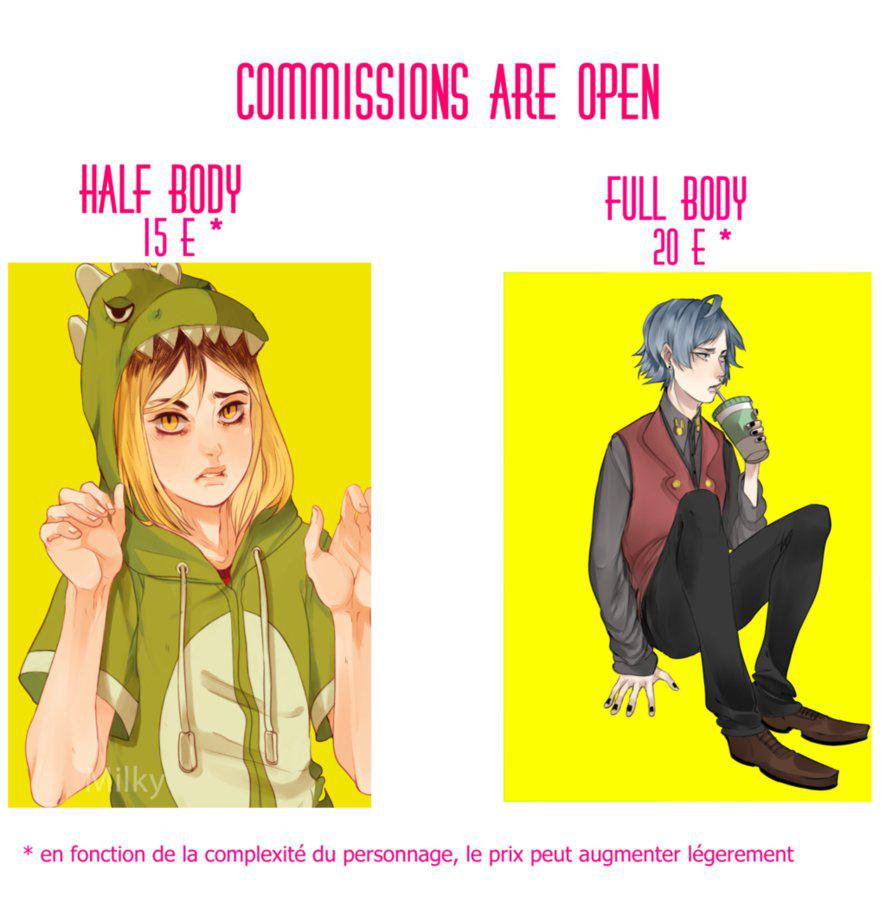 COMMISSIONS ARE OPEN
HALF BODY
15 E *
FULL BODY
20 E *
Milky
* en fonction de la complexité du personnage, le prix peut augmenter légerement